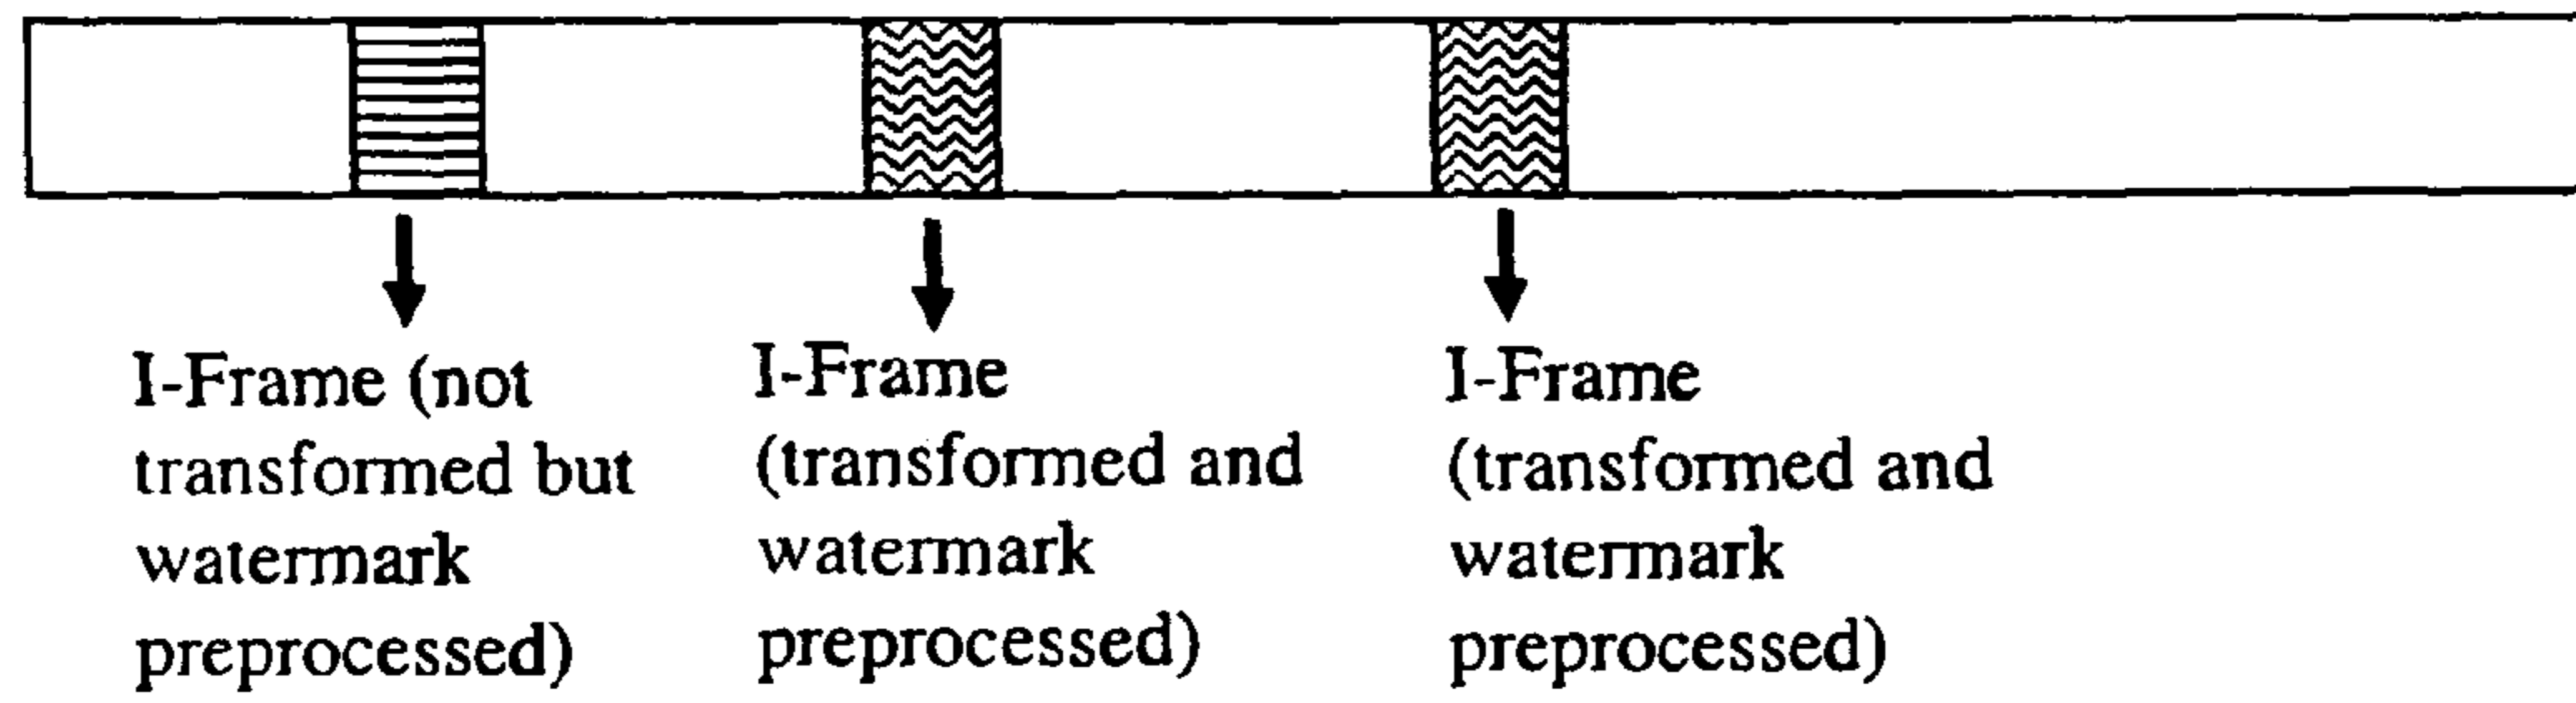 I-Frame (not
transformed but
watermark
preprocessed)
I-Frame
(transformed and
watermark
preprocessed)
I-Frame
(transformed and
watermark
preprocessed)